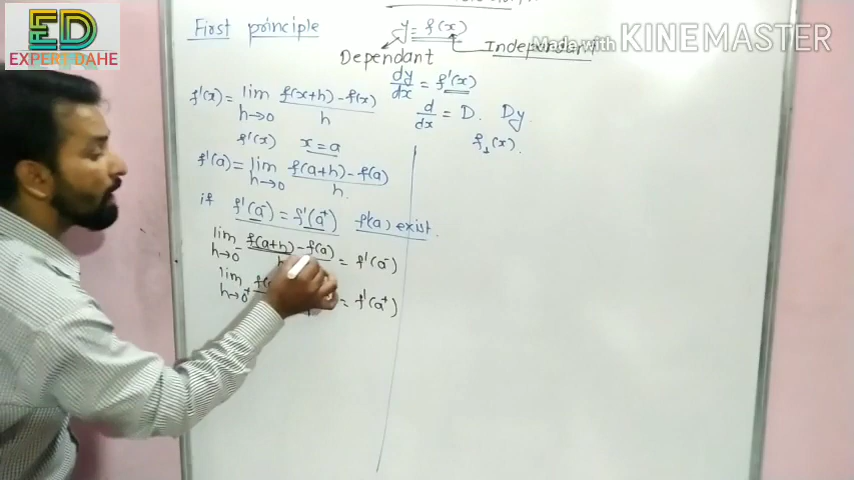 ED
EXPERT DAHE
Made with KINEMASTER
First principle
y = f(x)
Dependant
Independant
dy/dx = f'(x)
d/dx = D. Dy
f₁(x).
f'(x) = lim h→0 f(x+h) - f(x) / h
f'(x) x = a
f'(a) = lim h→0 f(a+h) - f(a) / h.
if f'(a⁻) = f'(a⁺) f'(a) exist.
lim h→0⁻ f(a+h) - f(a) / h = f'(a⁻)
lim h→0⁺ = f'(a⁺)